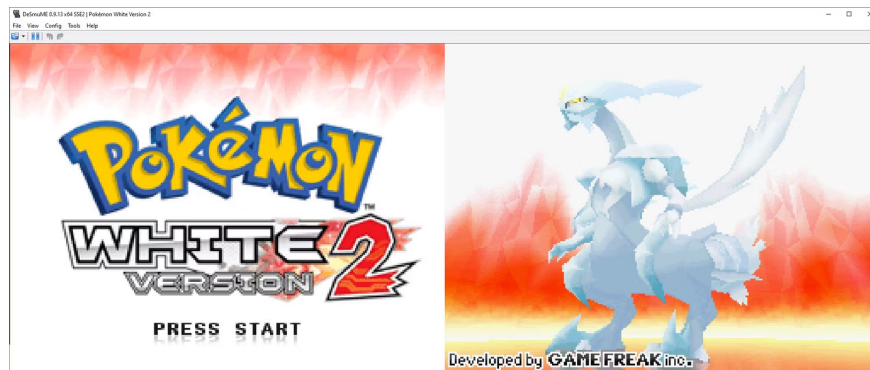 DeSmuME 0.9.13 x64 SSE2 | Pokémon White Version 2
File View Config Tools Help
POKéMON
TM
WHITE 2
VERSION
PRESS START
Developed by GAME FREAK inc.